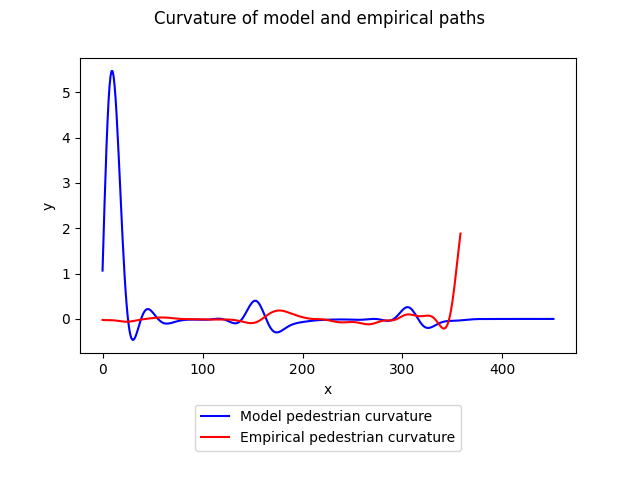 Curvature of model and empirical paths
5
4
3
2
1
0
y
0 100 200 300 400
x
Model pedestrian curvature
Empirical pedestrian curvature